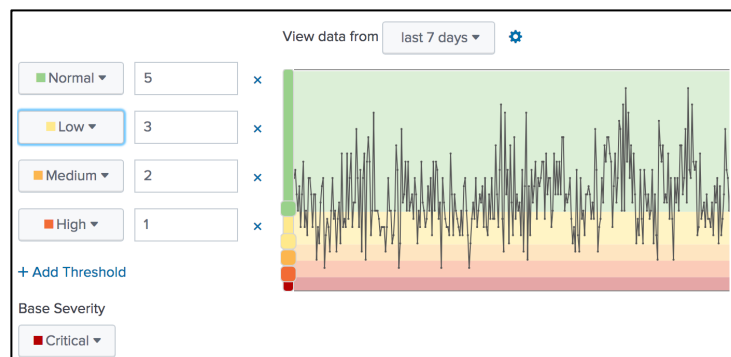 View data from last 7 days
Normal 5 ×
Low 3 ×
Medium 2 ×
High 1 ×
+ Add Threshold
Base Severity
Critical